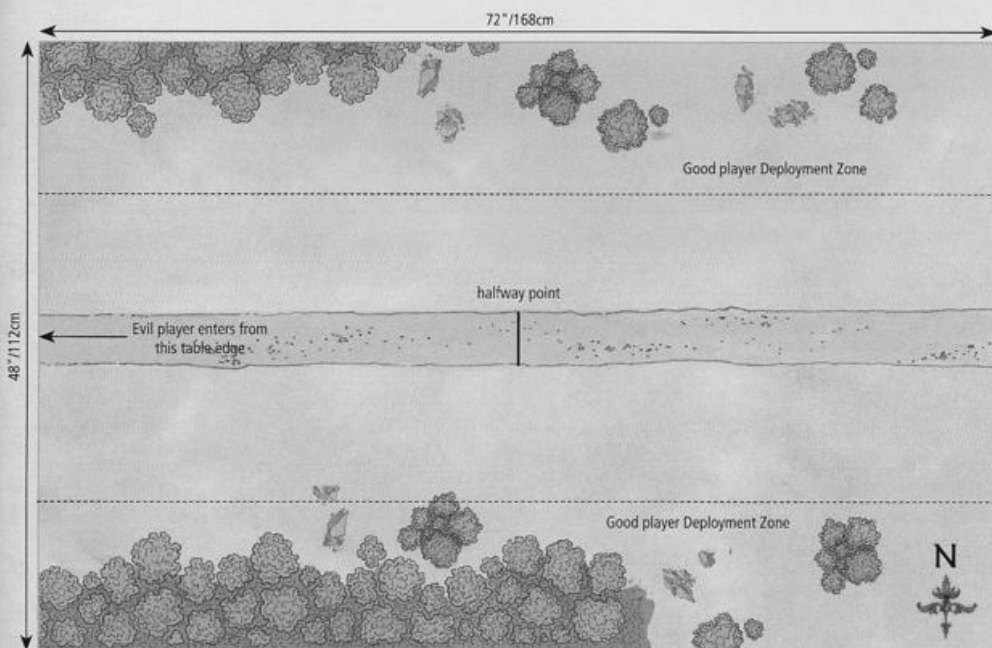 72"/168cm
Good player Deployment Zone
halfway point
Evil player enters from
this table edge
48"/112cm
Good player Deployment Zone
N